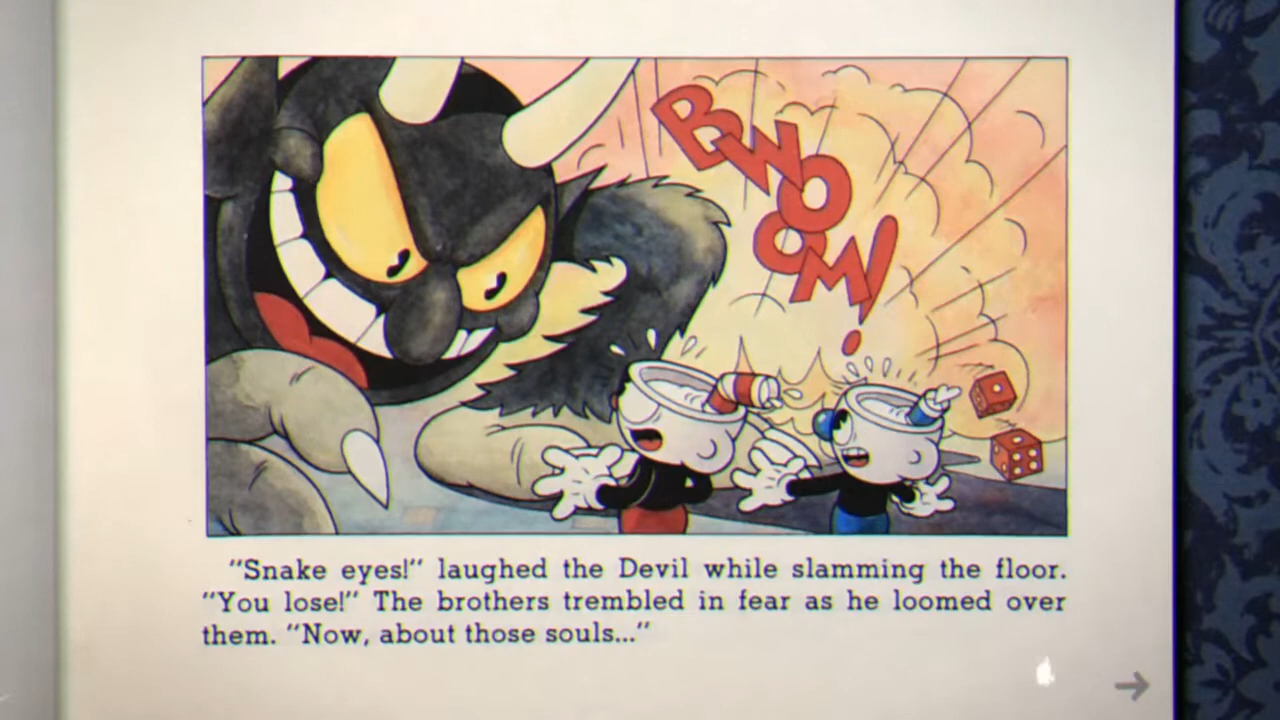 BWOOM!
"Snake eyes!" laughed the Devil while slamming the floor.
"You lose!" The brothers trembled in fear as he loomed over
them. "Now, about those souls..."